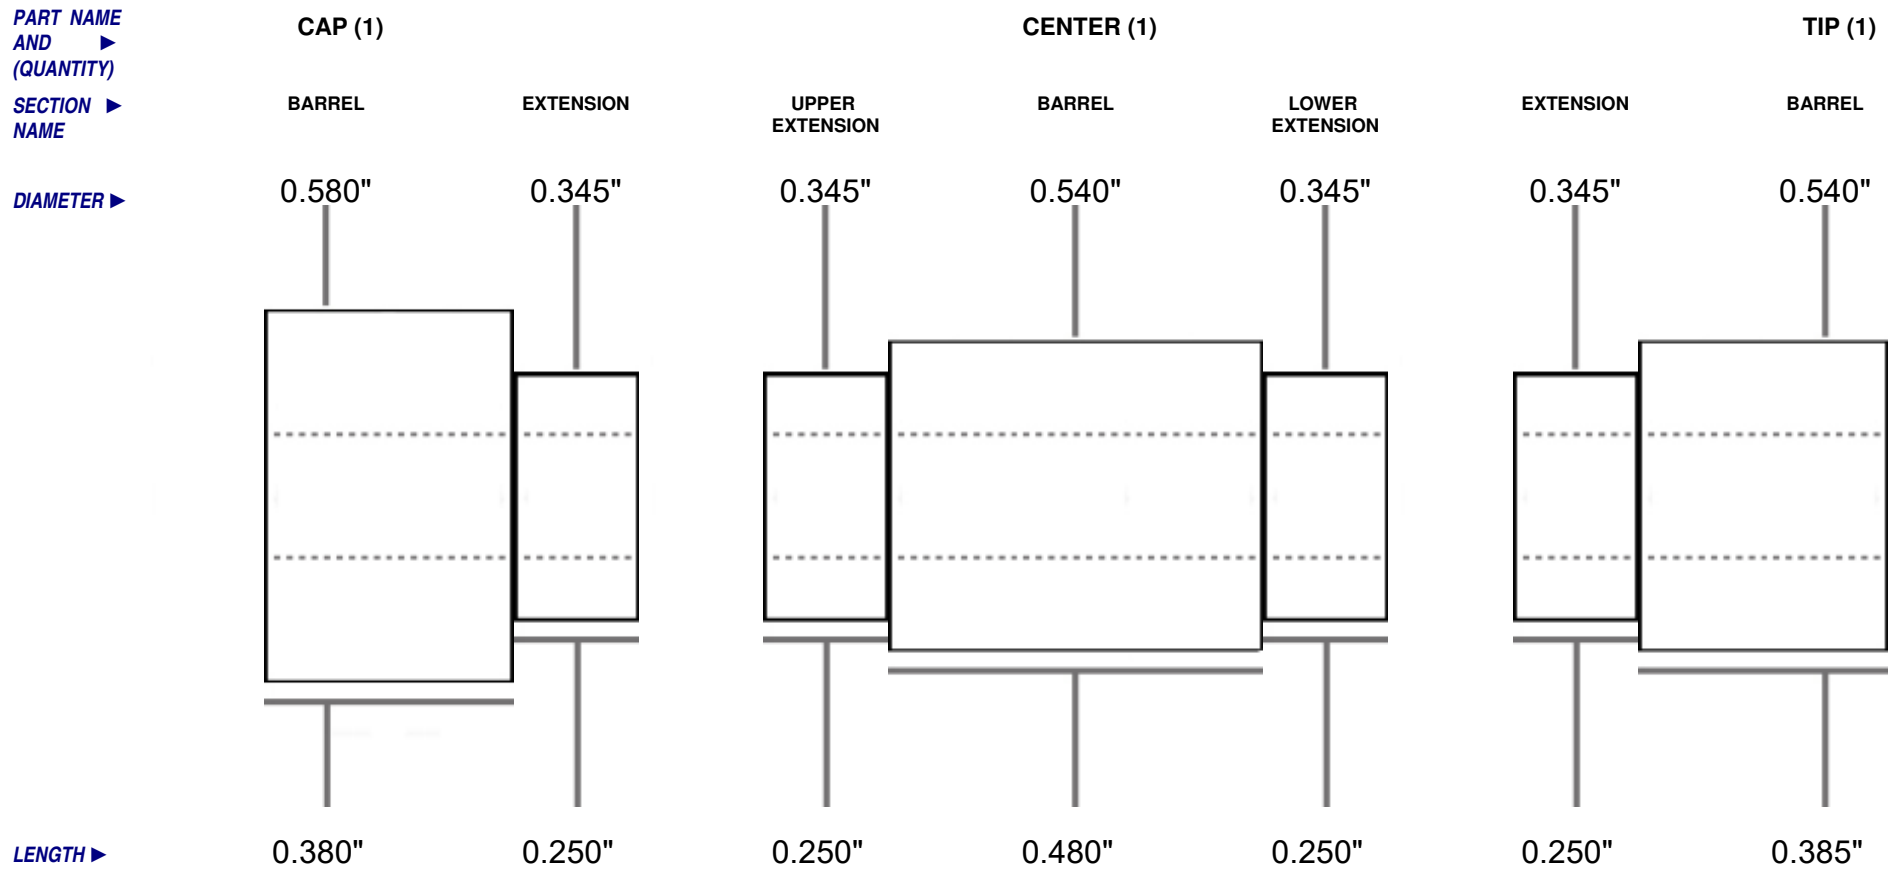 PART NAME
AND ►
(QUANTITY)
CAP (1)
CENTER (1)
TIP (1)
SECTION ►
NAME
BARREL
EXTENSION
UPPER
EXTENSION
BARREL
LOWER
EXTENSION
EXTENSION
BARREL
DIAMETER ►
0.580"
0.345"
0.345"
0.540"
0.345"
0.345"
0.540"
LENGTH ►
0.380"
0.250"
0.250"
0.480"
0.250"
0.250"
0.385"